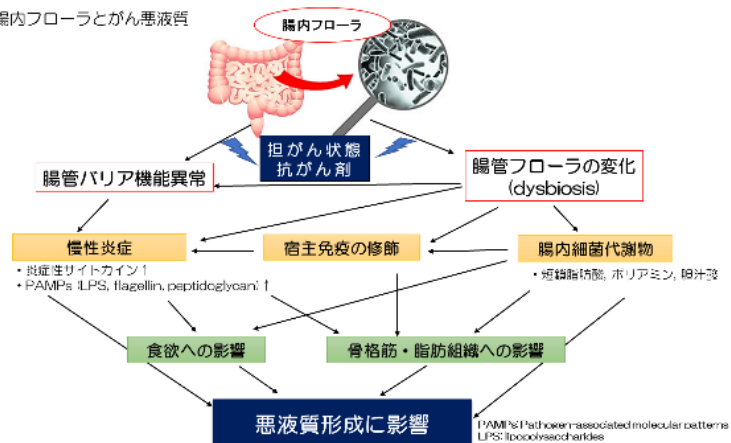 腸内フローラとがん悪液質
腸内フローラ
担がん状態
抗がん剤
腸管バリア機能異常
腸管フローラの変化
(dysbiosis)
慢性炎症
宿主免疫の修飾
腸内細菌代謝物
・炎症性サイトカイン↑
・PAMPs (LPS, flagellin, peptidoglycan) ↑
・短鎖脂肪酸, ポリアミン, 胆汁酸
食欲への影響
骨格筋・脂肪組織への影響
悪液質形成に影響
PAMPs:Pathogen-associated molecular patterns
LPS: lipopolysaccharides